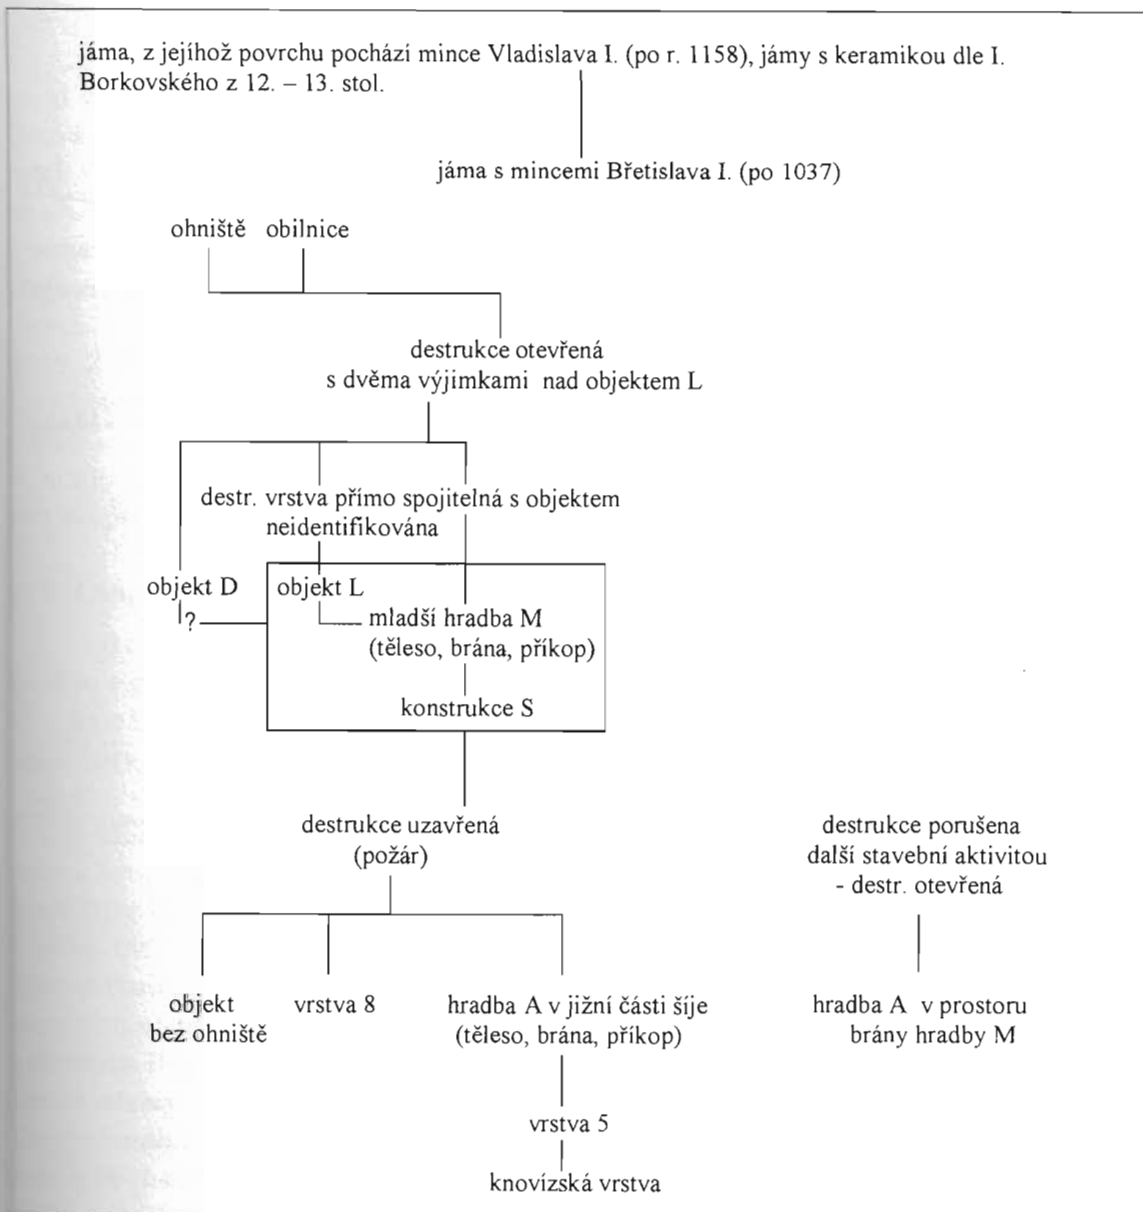 jáma, z jejíhož povrchu pochází mince Vladislava I. (po r. 1158), jámy s keramikou dle I.
Borkovského z 12. – 13. stol.
jáma s mincemi Břetislava I. (po 1037)
ohniště obilnice
destrukce otevřená
s dvěma výjimkami nad objektem L
destr. vrstva přímo spojitelná s objektem
neidentifikována
objekt D
objekt L
?
mladší hradba M
(těleso, brána, příkop)
konstrukce S
destrukce uzavřená
(požár)
destrukce porušena
další stavební aktivitou
- destr. otevřená
objekt
bez ohniště
vrstva 8
hradba A v jižní části šíje
(těleso, brána, příkop)
hradba A v prostoru
brány hradby M
vrstva 5
knovízská vrstva